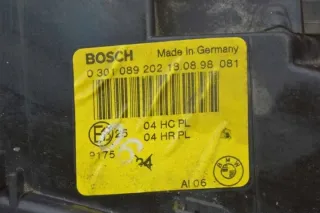 BOSCH Made in Germany
0 301 089 202 13 08 98 081
04 HC PL
04 HR PL
9175
AI 06
BMW